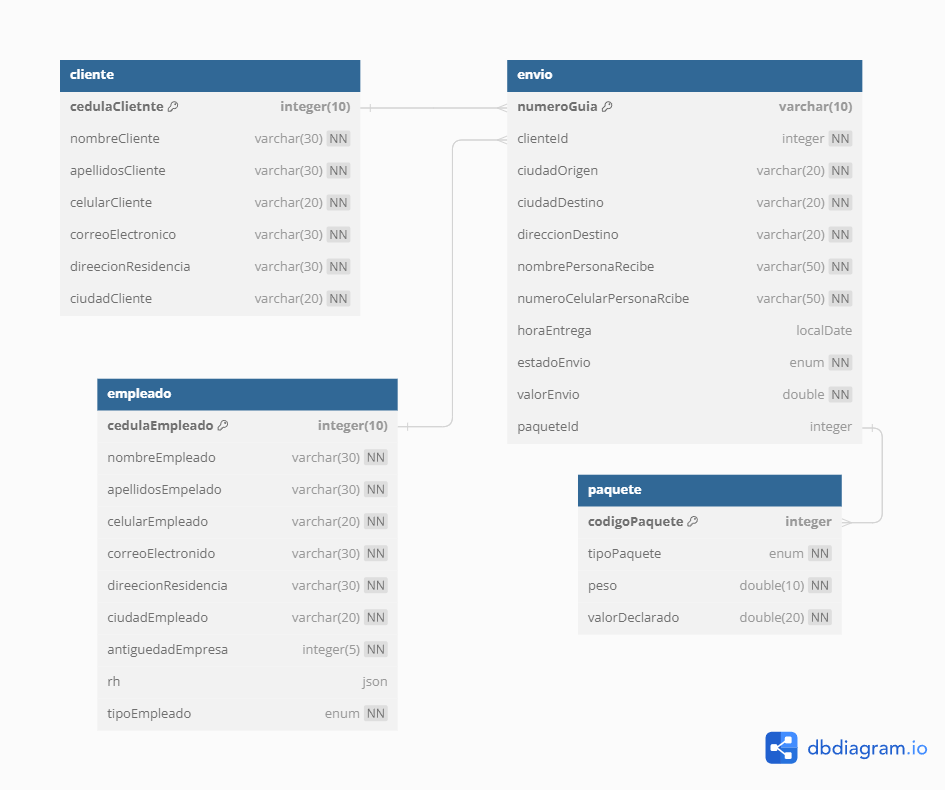 cliente
cedulaClietnte integer(10)
nombreCliente varchar(30) NN
apellidosCliente varchar(30) NN
celularCliente varchar(20) NN
correoElectronico varchar(30) NN
direecionResidencia varchar(30) NN
ciudadCliente varchar(20) NN
envio
numeroGuia varchar(10)
clienteId integer NN
ciudadOrigen varchar(20) NN
ciudadDestino varchar(20) NN
direccionDestino varchar(20) NN
nombrePersonaRecibe varchar(50) NN
numeroCelularPersonaRcibe varchar(50) NN
horaEntrega localDate
estadoEnvio enum NN
valorEnvio double NN
paqueteId integer
empleado
cedulaEmpleado integer(10)
nombreEmpleado varchar(30) NN
apellidosEmpelado varchar(30) NN
celularEmpleado varchar(20) NN
correoElectronido varchar(30) NN
direecionResidencia varchar(30) NN
ciudadEmpleado varchar(20) NN
antiguedadEmpresa integer(5) NN
rh json
tipoEmpleado enum NN
paquete
codigoPaquete integer
tipoPaquete enum NN
peso double(10) NN
valorDeclarado double(20) NN
dbdiagram.io